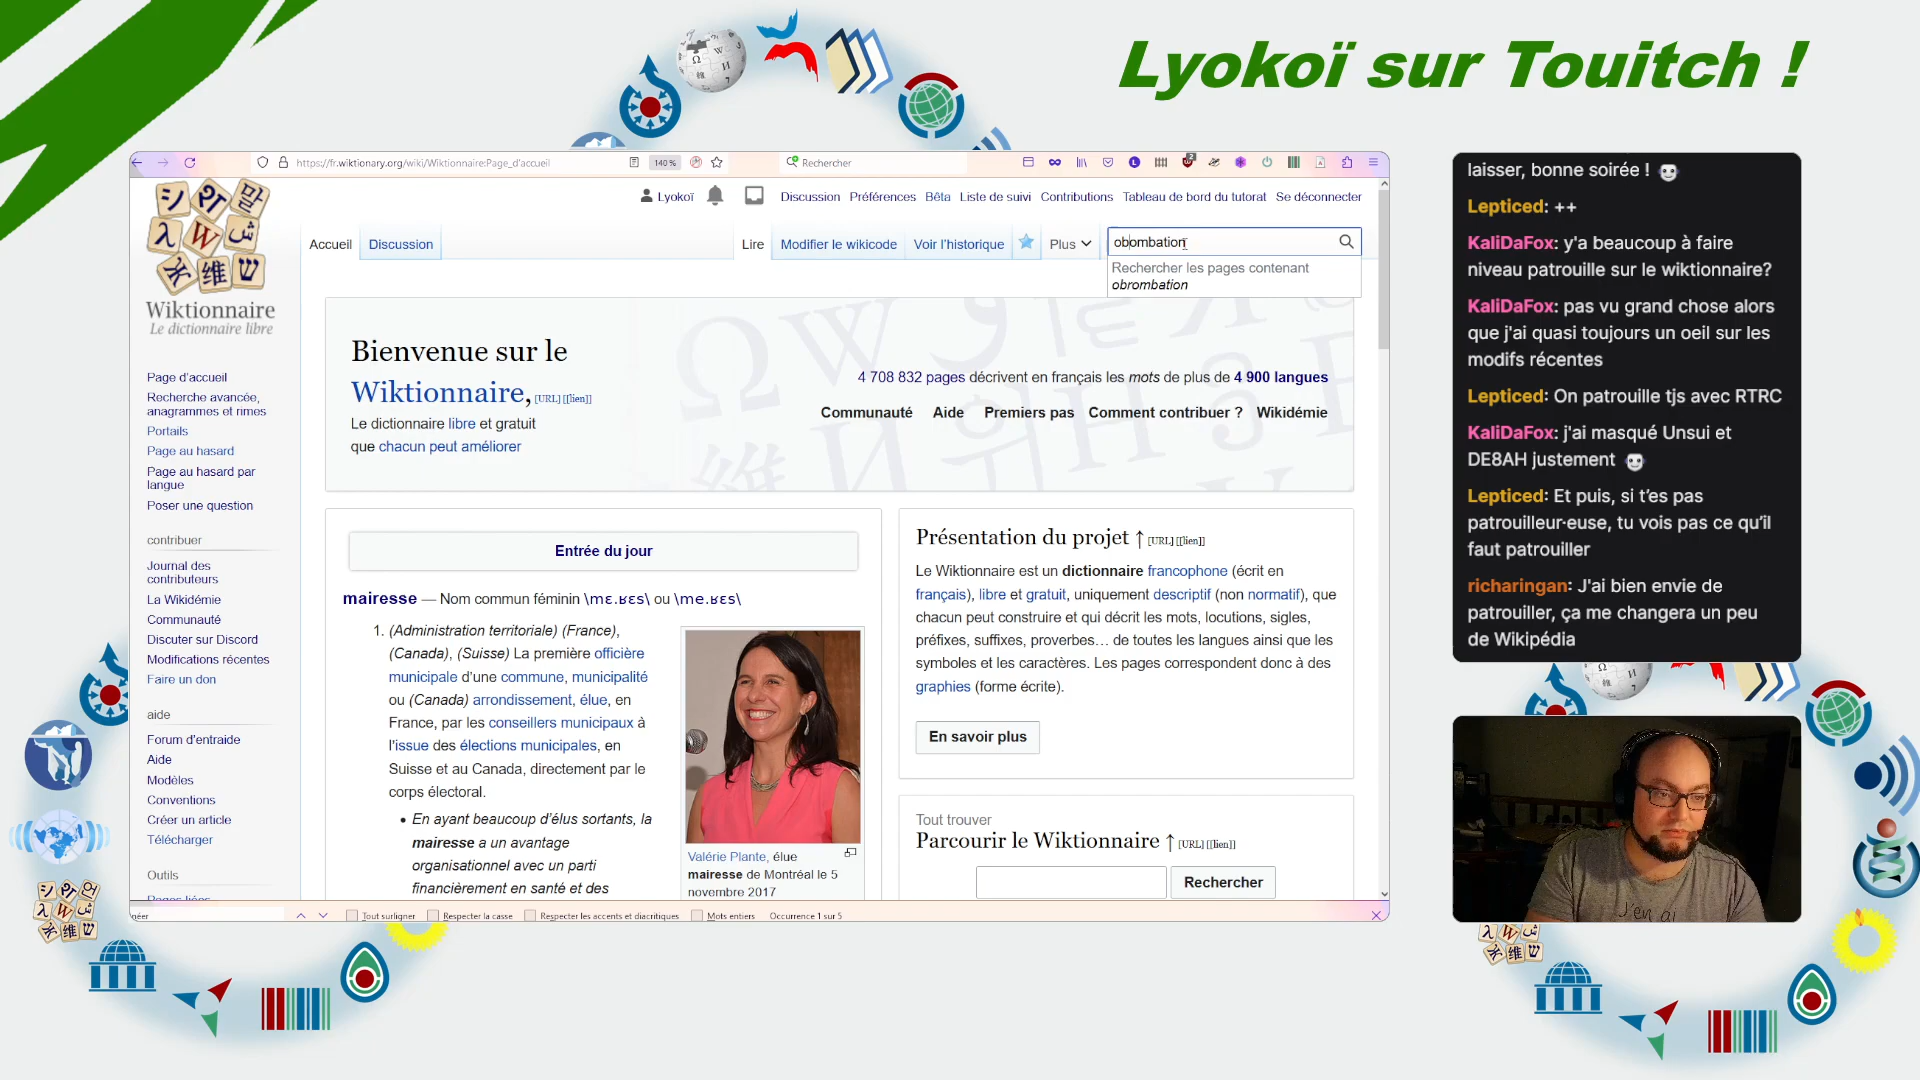 Lyokoï sur Touitch !
https://fr.wiktionary.org/wiki/Wiktionnaire:Page_d'accueil
140 %
Rechercher
Wiktionnaire
Le dictionnaire libre
Lyokoï
Discussion
Préférences
Bêta
Liste de suivi
Contributions
Tableau de bord du tutorat
Se déconnecter
Accueil
Discussion
Lire
Modifier le wikicode
Voir l’historique
Plus
obombation
Rechercher les pages contenant
obrombation
Page d’accueil
Recherche avancée,
anagrammes et rimes
Portails
Page au hasard
Page au hasard par
langue
Poser une question
contribuer
Journal des
contributeurs
La Wikidémie
Communauté
Discuter sur Discord
Modifications récentes
Faire un don
aide
Forum d’entraide
Aide
Modèles
Conventions
Créer un article
Télécharger
Outils
Pages liées
Bienvenue sur le
Wiktionnaire, [URL] [[lien]]
Le dictionnaire libre et gratuit
que chacun peut améliorer
4 708 832 pages décrivent en français les mots de plus de 4 900 langues
Communauté
Aide
Premiers pas
Comment contribuer ?
Wikidémie
Entrée du jour
mairesse — Nom commun féminin \mɛ.ʁɛs\ ou \me.ʁɛs\
1. (Administration territoriale) (France),
(Canada), (Suisse) La première officière
municipale d’une commune, municipalité
ou (Canada) arrondissement, élue, en
France, par les conseillers municipaux à
l’issue des élections municipales, en
Suisse et au Canada, directement par le
corps électoral.
• En ayant beaucoup d’élus sortants, la
mairesse a un avantage
organisationnel avec un parti
financièrement en santé et des
Valérie Plante, élue
mairesse de Montréal le 5
novembre 2017
Présentation du projet ↑ [URL] [[lien]]
Le Wiktionnaire est un dictionnaire francophone (écrit en
français), libre et gratuit, uniquement descriptif (non normatif), que
chacun peut construire et qui décrit les mots, locutions, sigles,
préfixes, suffixes, proverbes… de toutes les langues ainsi que les
symboles et les caractères. Les pages correspondent donc à des
graphies (forme écrite).
En savoir plus
Tout trouver
Parcourir le Wiktionnaire ↑ [URL] [[lien]]
Rechercher
Tout surligner
Respecter la casse
Respecter les accents et diacritiques
Mots entiers
Occurrence 1 sur 5
laisser, bonne soirée !
Lepticed: ++
KaliDaFox: y'a beaucoup à faire
niveau patrouille sur le wiktionnaire?
KaliDaFox: pas vu grand chose alors
que j'ai quasi toujours un oeil sur les
modifs récentes
Lepticed: On patrouille tjs avec RTRC
KaliDaFox: j'ai masqué Unsui et
DE8AH justement
Lepticed: Et puis, si t’es pas
patrouilleur·euse, tu vois pas ce qu’il
faut patrouiller
richaringan: J'ai bien envie de
patrouiller, ça me changera un peu
de Wikipédia
J'en ai